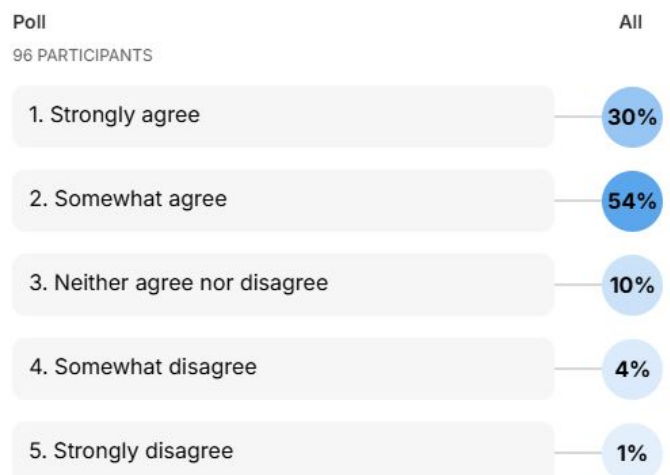 Poll All
96 PARTICIPANTS
1. Strongly agree 30%
2. Somewhat agree 54%
3. Neither agree nor disagree 10%
4. Somewhat disagree 4%
5. Strongly disagree 1%